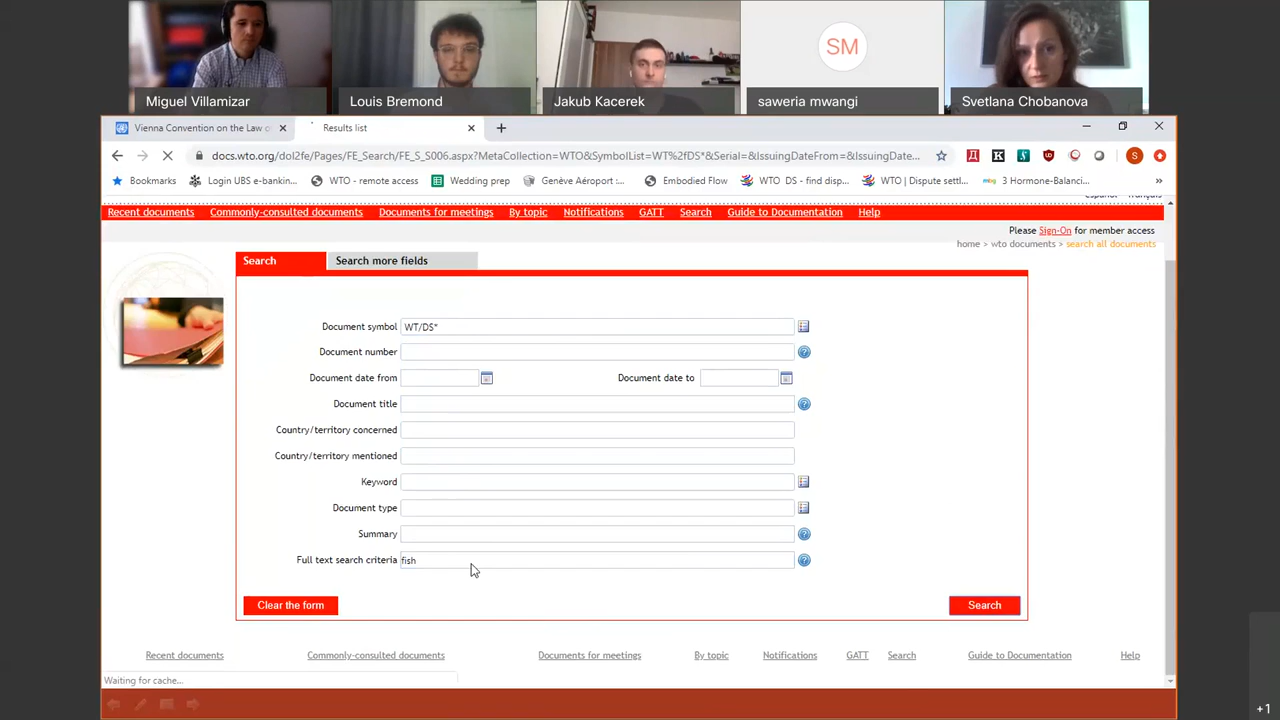 SM
Miguel Villamizar
Louis Bremond
Jakub Kacerek
saweria mwangi
Svetlana Chobanova
Vienna Convention on the Law o
Results list
docs.wto.org/dol2fe/Pages/FE_Search/FE_S_S006.aspx?MetaCollection=WTO&SymbolList=WT%2fDS*&Serial=&IssuingDateFrom=&IssuingDate...
Bookmarks
Login UBS e-bankin...
WTO - remote access
Wedding prep
Genève Aéroport :...
Embodied Flow
WTO DS - find disp...
WTO | Dispute settl...
3 Hormone-Balanci...
Recent documents
Commonly-consulted documents
Documents for meetings
By topic
Notifications
GATT
Search
Guide to Documentation
Help
Please Sign-On for member access
home » wto documents » search all documents
Search
Search more fields
Document symbol WT/DS*
Document number
Document date from
Document date to
Document title
Country/territory concerned
Country/territory mentioned
Keyword
Document type
Summary
Full text search criteria fish
Clear the form
Search
Recent documents
Commonly-consulted documents
Documents for meetings
By topic
Notifications
GATT
Search
Guide to Documentation
Help
Waiting for cache...
+1